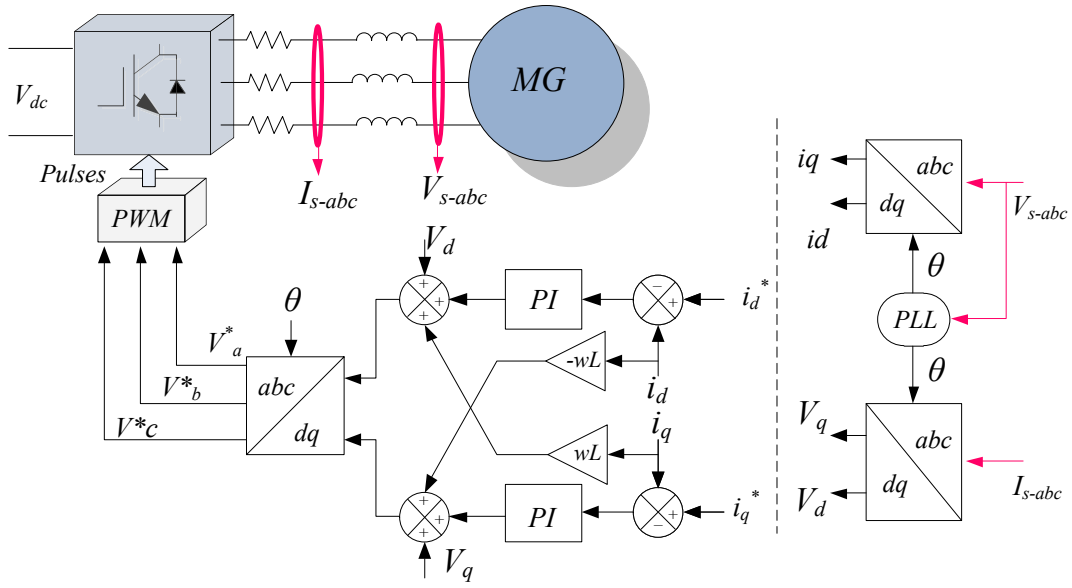 V_dc
MG
Pulses
I_s-abc
V_s-abc
PWM
V_d
θ
PI
−
+
i_d^*
+
+
+
V^*_a
-wL
i_d
V*_b
abc
i_q
V*c
dq
wL
+
+
+
PI
+
−
i_q^*
V_q
iq
abc
dq
V_s-abc
id
θ
PLL
θ
V_q
abc
V_d
dq
I_s-abc